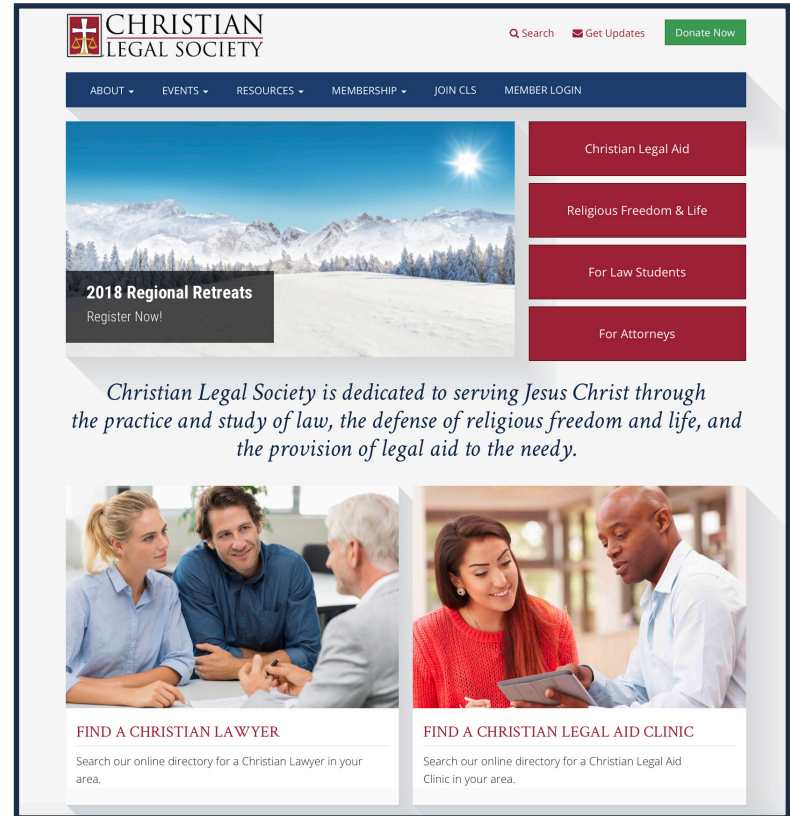 CHRISTIAN
LEGAL SOCIETY
Search Get Updates Donate Now
ABOUT EVENTS RESOURCES MEMBERSHIP JOIN CLS MEMBER LOGIN
2018 Regional Retreats
Register Now!
Christian Legal Aid
Religious Freedom & Life
For Law Students
For Attorneys
Christian Legal Society is dedicated to serving Jesus Christ through
the practice and study of law, the defense of religious freedom and life, and
the provision of legal aid to the needy.
FIND A CHRISTIAN LAWYER
Search our online directory for a Christian Lawyer in your
area.
FIND A CHRISTIAN LEGAL AID CLINIC
Search our online directory for a Christian Legal Aid
Clinic in your area.